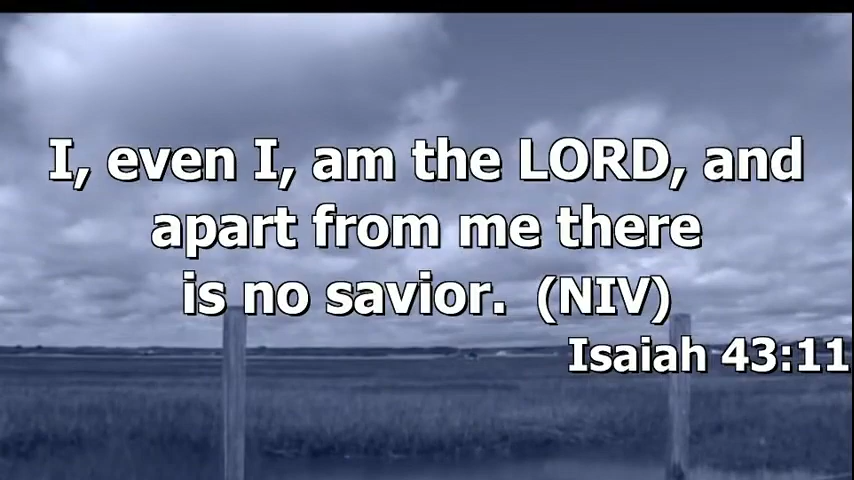 I, even I, am the LORD, and
apart from me there
is no savior. (NIV)
Isaiah 43:11